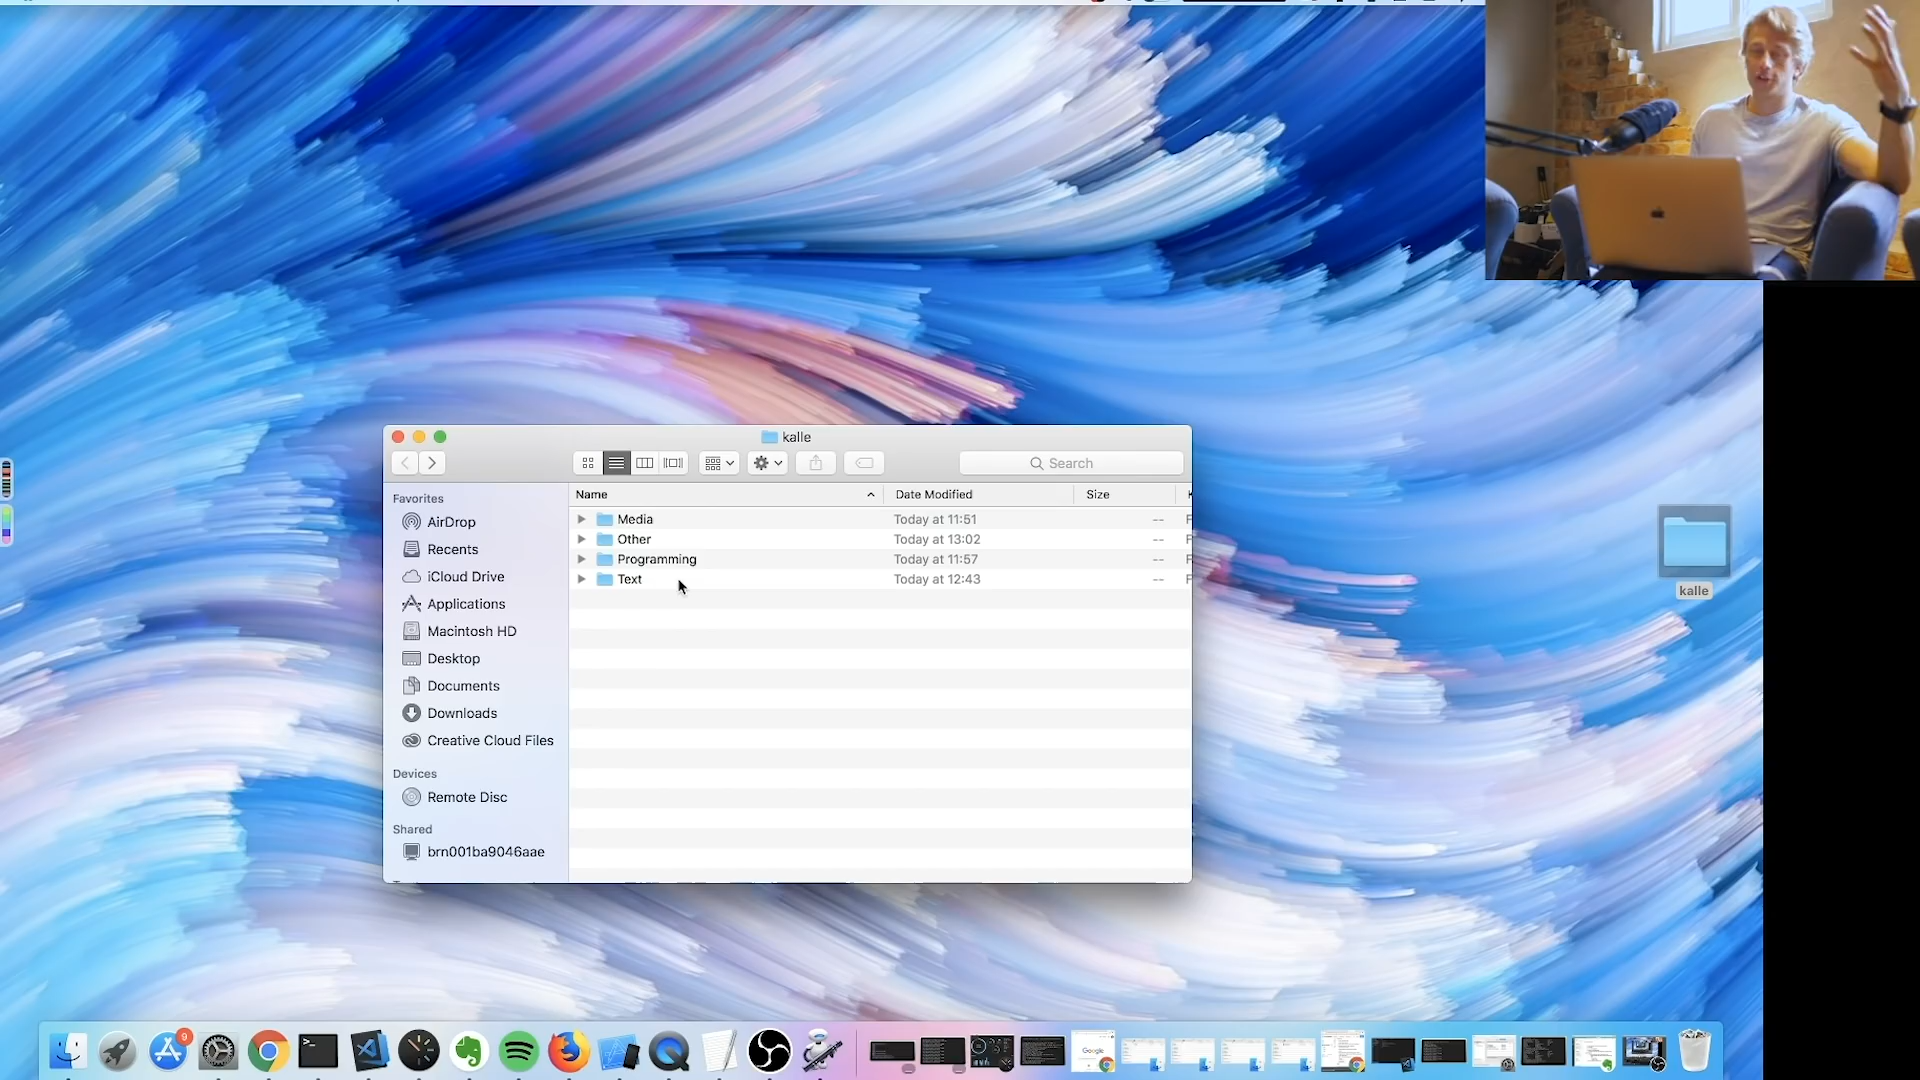 kalle
Search
Favorites
AirDrop
Recents
iCloud Drive
Applications
Macintosh HD
Desktop
Documents
Downloads
Creative Cloud Files
Devices
Remote Disc
Shared
brn001ba9046aae
Name Date Modified Size
Media Today at 11:51 --
Other Today at 13:02 --
Programming Today at 11:57 --
Text Today at 12:43 --
kalle
9
Google